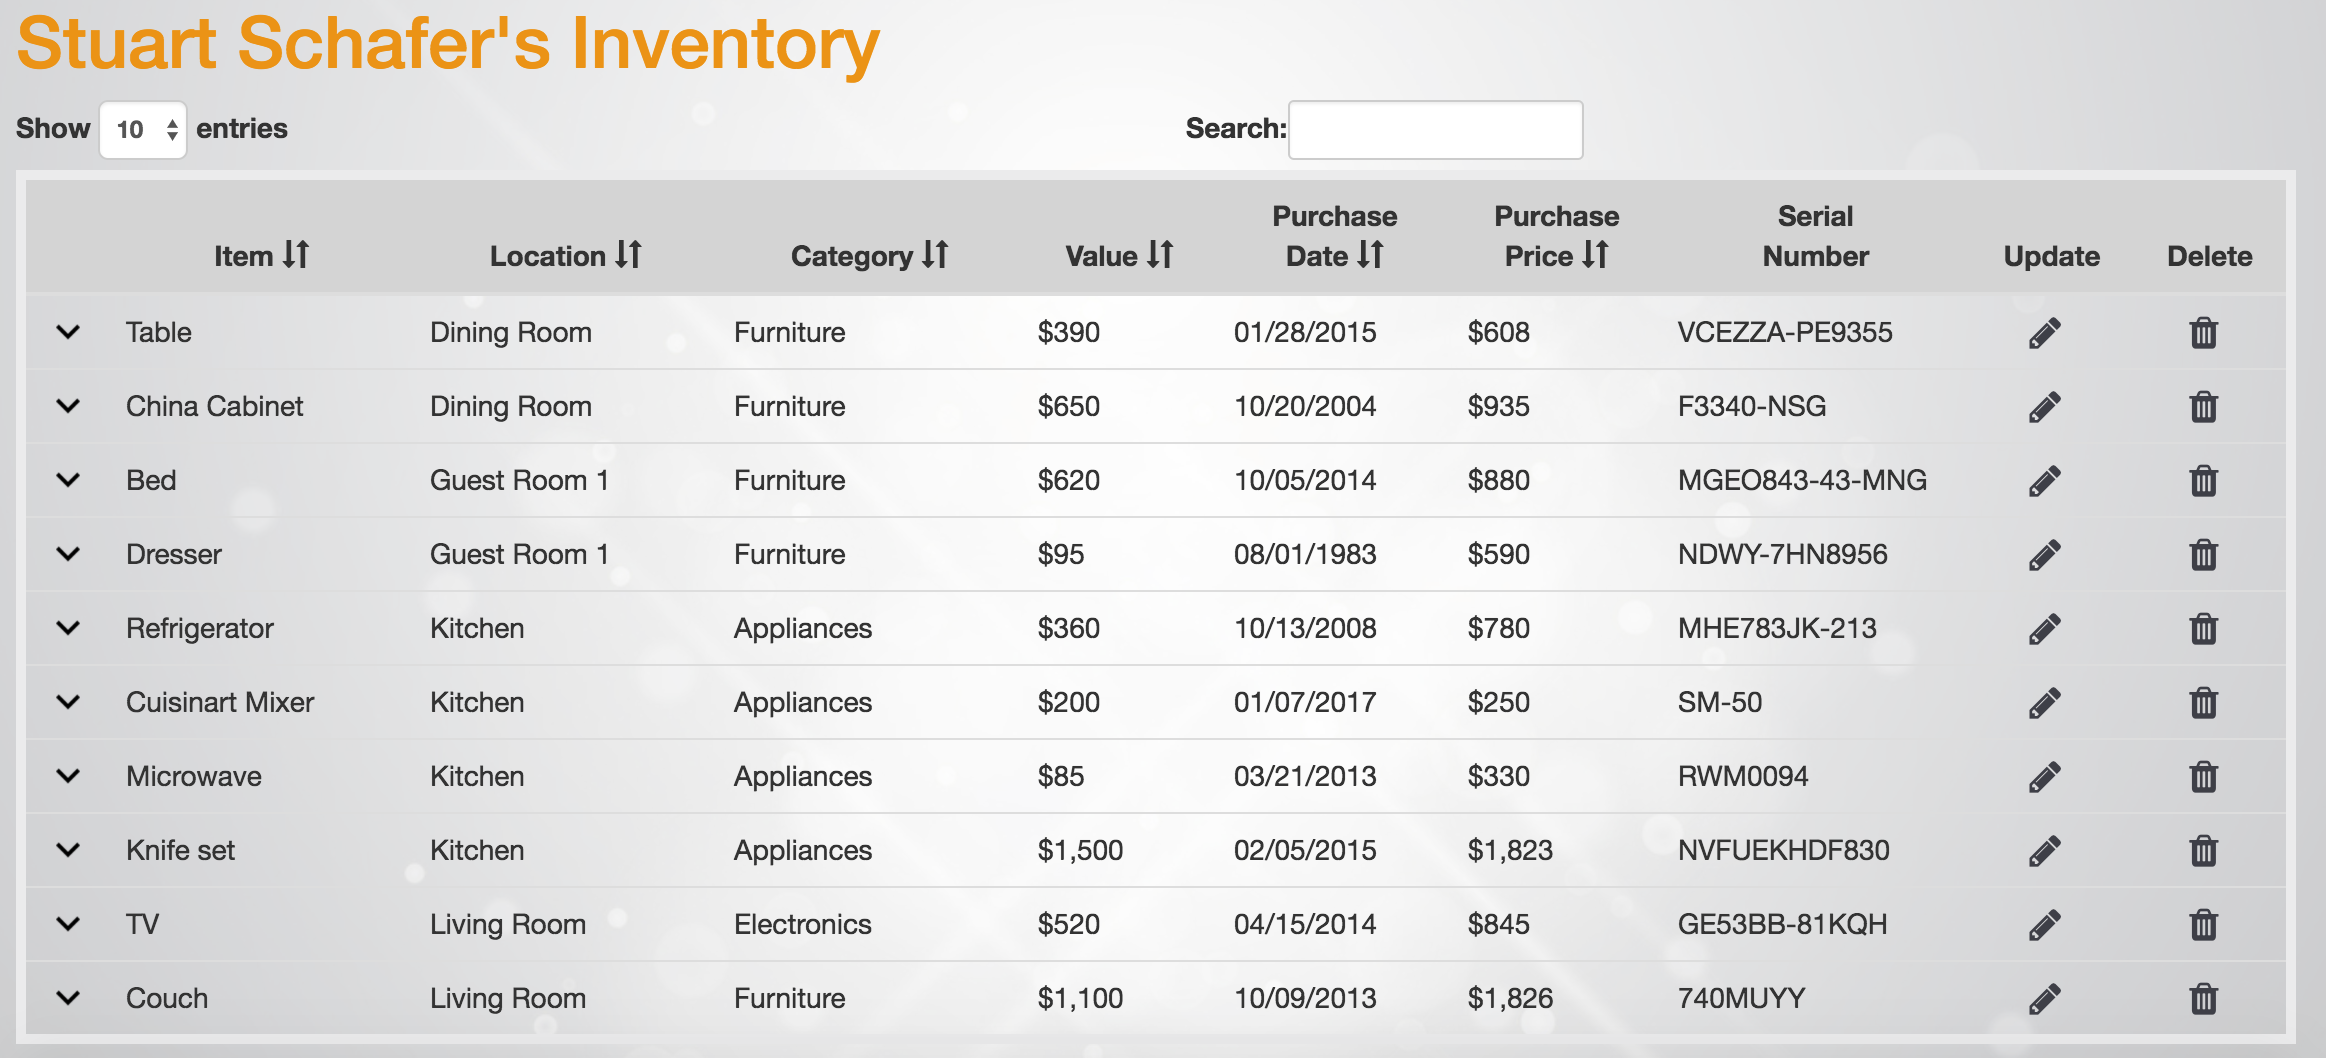 Stuart Schafer's Inventory
Show 10 entries Search:
Item Location Category Value Purchase Date Purchase Price Serial Number Update Delete
Table Dining Room Furniture $390 01/28/2015 $608 VCEZZA-PE9355
China Cabinet Dining Room Furniture $650 10/20/2004 $935 F3340-NSG
Bed Guest Room 1 Furniture $620 10/05/2014 $880 MGEO843-43-MNG
Dresser Guest Room 1 Furniture $95 08/01/1983 $590 NDWY-7HN8956
Refrigerator Kitchen Appliances $360 10/13/2008 $780 MHE783JK-213
Cuisinart Mixer Kitchen Appliances $200 01/07/2017 $250 SM-50
Microwave Kitchen Appliances $85 03/21/2013 $330 RWM0094
Knife set Kitchen Appliances $1,500 02/05/2015 $1,823 NVFUEKHDF830
TV Living Room Electronics $520 04/15/2014 $845 GE53BB-81KQH
Couch Living Room Furniture $1,100 10/09/2013 $1,826 740MUYY